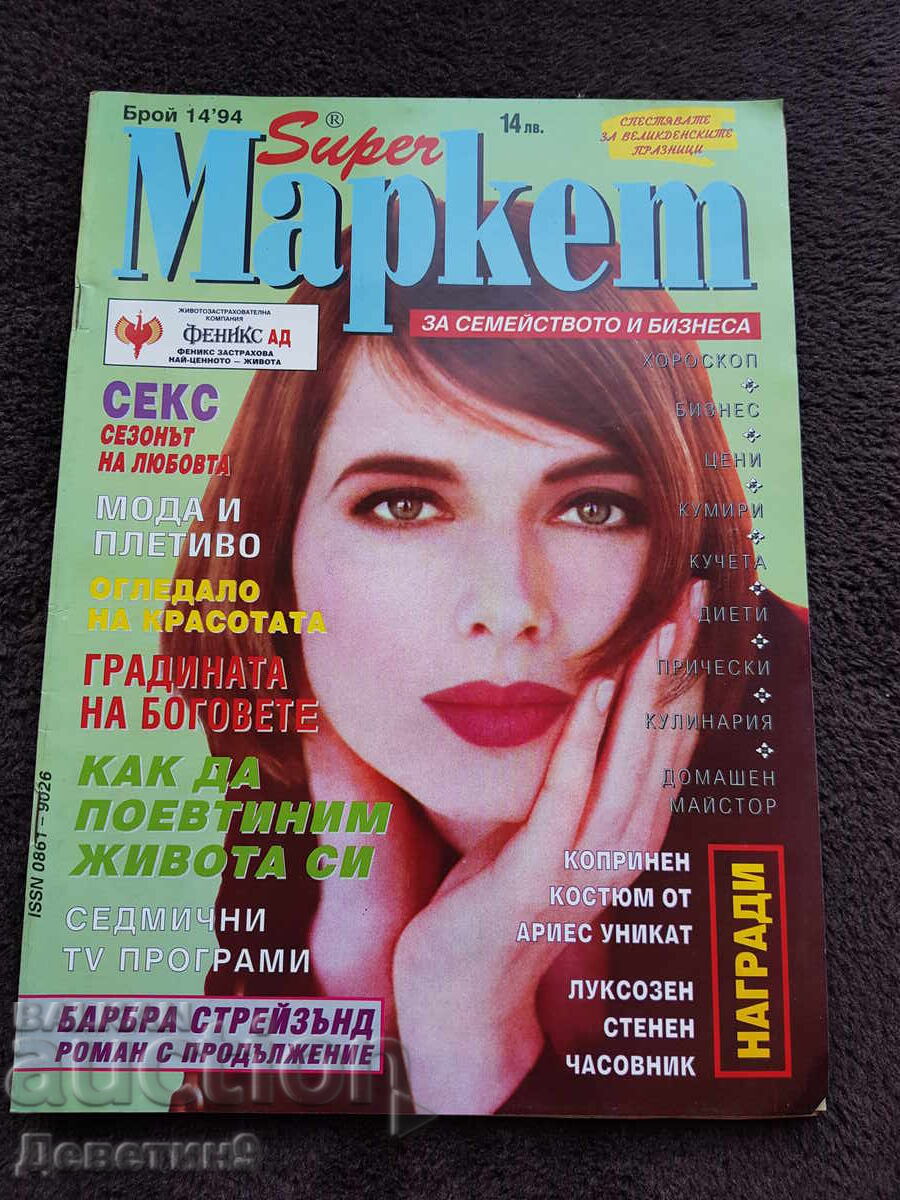 Брой 14'94
14 лв.
СПЕСТЯВАТЕ
ЗА ВЕЛИКДЕНСКИТЕ
ПРАЗНИЦИ
Super ®
Маркет
ЗА СЕМЕЙСТВОТО И БИЗНЕСА
ЖИВОТОЗАСТРАХОВАТЕЛНА
КОМПАНИЯ
ФЕНИКС АД
ФЕНИКС ЗАСТРАХОВА
НАЙ-ЦЕННОТО – ЖИВОТА
СЕКС
СЕЗОНЪТ
НА ЛЮБОВТА
МОДА И
ПЛЕТИВО
ОГЛЕДАЛО
НА КРАСОТАТА
ГРАДИНАТА
НА БОГОВЕТЕ
КАК ДА
ПОЕВТИНИМ
ЖИВОТА СИ
СЕДМИЧНИ
TV ПРОГРАМИ
БАРБРА СТРЕЙЗЪНД
РОМАН С ПРОДЪЛЖЕНИЕ
ХОРОСКОП
БИЗНЕС
ЦЕНИ
КУМИРИ
КУЧЕТА
ДИЕТИ
ПРИЧЕСКИ
КУЛИНАРИЯ
ДОМАШЕН
МАЙСТОР
КОПРИНЕН
КОСТЮМ ОТ
АРИЕС УНИКАТ
ЛУКСОЗЕН
СТЕНЕН
ЧАСОВНИК
НАГРАДИ
ISSN 0861–9026
auction
Деветин9